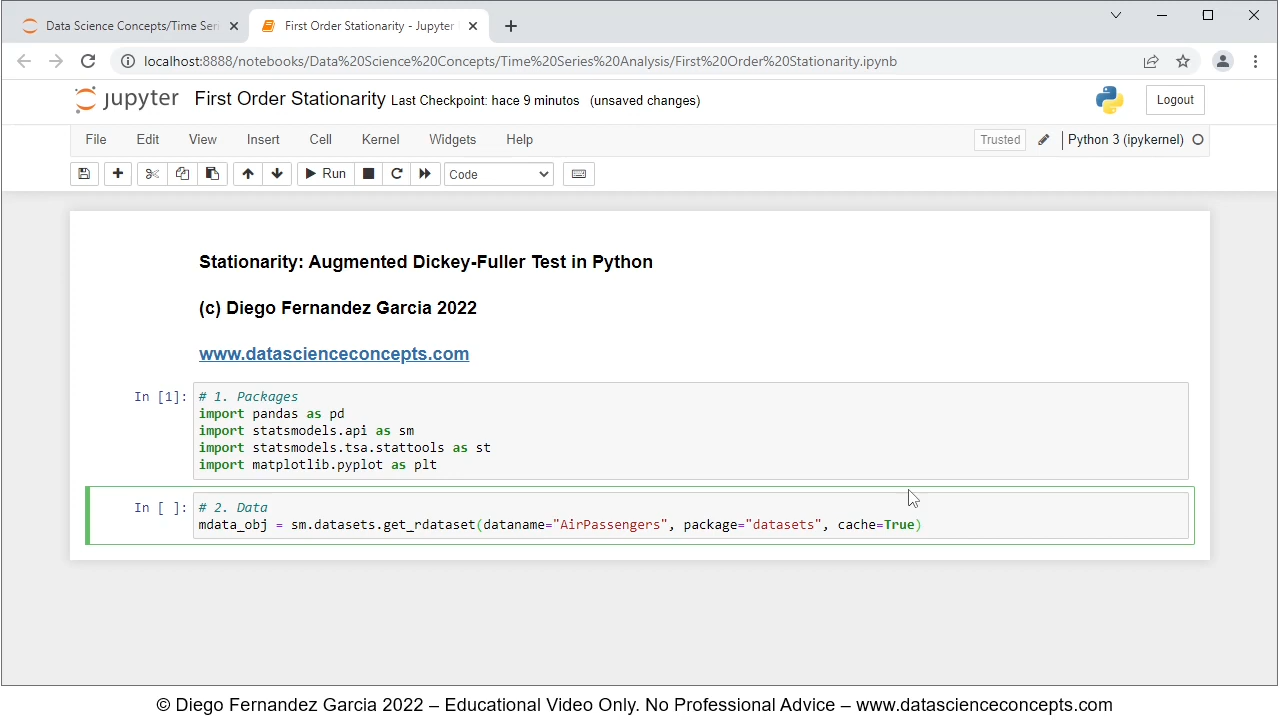 Data Science Concepts/Time Seri
First Order Stationarity - Jupyter
localhost:8888/notebooks/Data%20Science%20Concepts/Time%20Series%20Analysis/First%20Order%20Stationarity.ipynb
jupyter First Order Stationarity Last Checkpoint: hace 9 minutos (unsaved changes)
Logout
File Edit View Insert Cell Kernel Widgets Help Trusted Python 3 (ipykernel)
Run Code
Stationarity: Augmented Dickey-Fuller Test in Python
(c) Diego Fernandez Garcia 2022
www.datascienceconcepts.com
In [1]: # 1. Packages
import pandas as pd
import statsmodels.api as sm
import statsmodels.tsa.stattools as st
import matplotlib.pyplot as plt
In [ ]: # 2. Data
mdata_obj = sm.datasets.get_rdataset(dataname="AirPassengers", package="datasets", cache=True)
© Diego Fernandez Garcia 2022 – Educational Video Only. No Professional Advice – www.datascienceconcepts.com